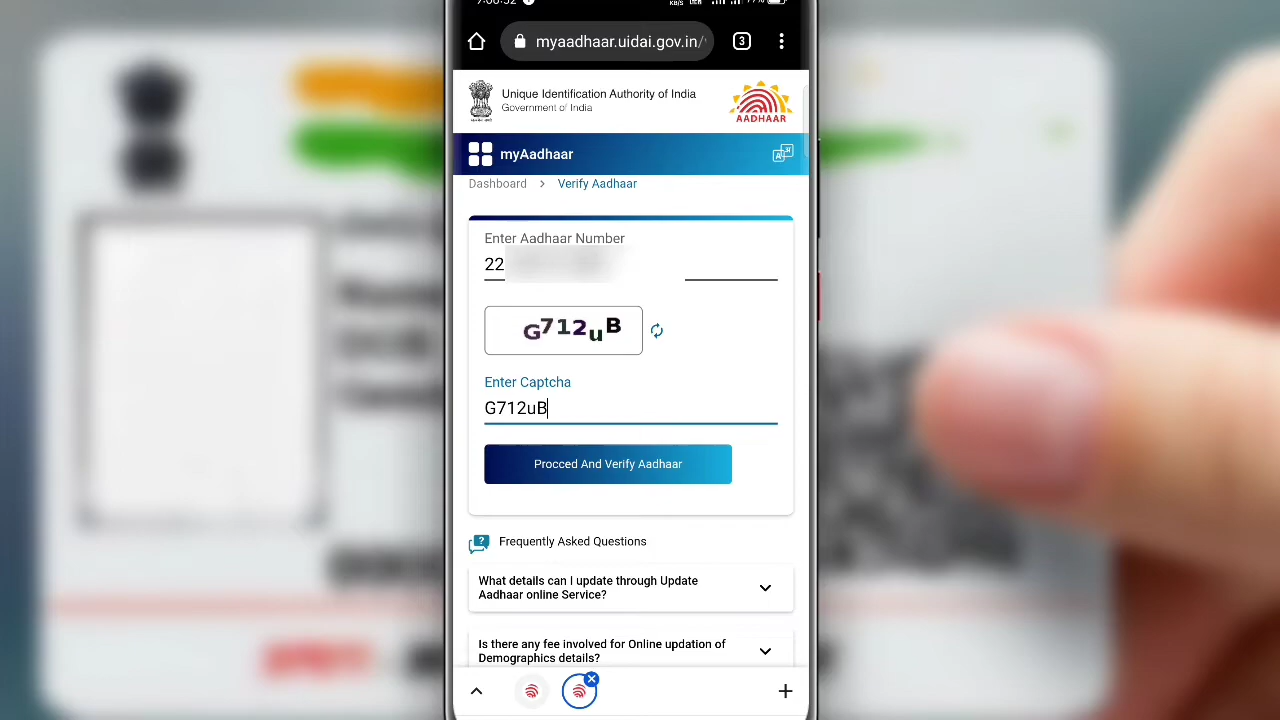 myaadhaar.uidai.gov.in/
3
Unique Identification Authority of India
Government of India
AADHAAR
myAadhaar
Dashboard > Verify Aadhaar
Enter Aadhaar Number
22
G712uB
Enter Captcha
G712uB
Procced And Verify Aadhaar
Frequently Asked Questions
What details can I update through Update
Aadhaar online Service?
Is there any fee involved for Online updation of
Demographics details?